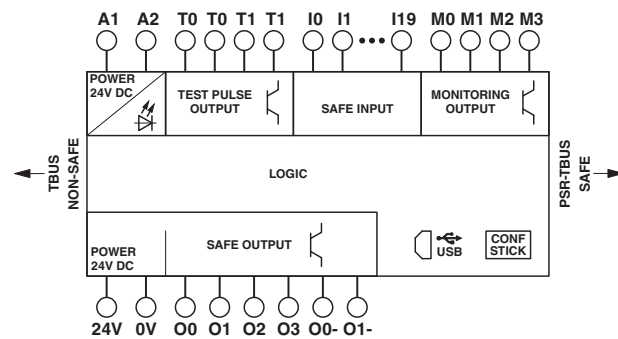 A1 A2 T0 T0 T1 T1 I0 I1 I19 M0 M1 M2 M3
POWER
24V DC
TEST PULSE
OUTPUT
SAFE INPUT
MONITORING
OUTPUT
TBUS
NON-SAFE
LOGIC
PSR-TBUS
SAFE
POWER
24V DC
SAFE OUTPUT
USB
CONF
STICK
24V 0V O0 O1 O2 O3 O0- O1-